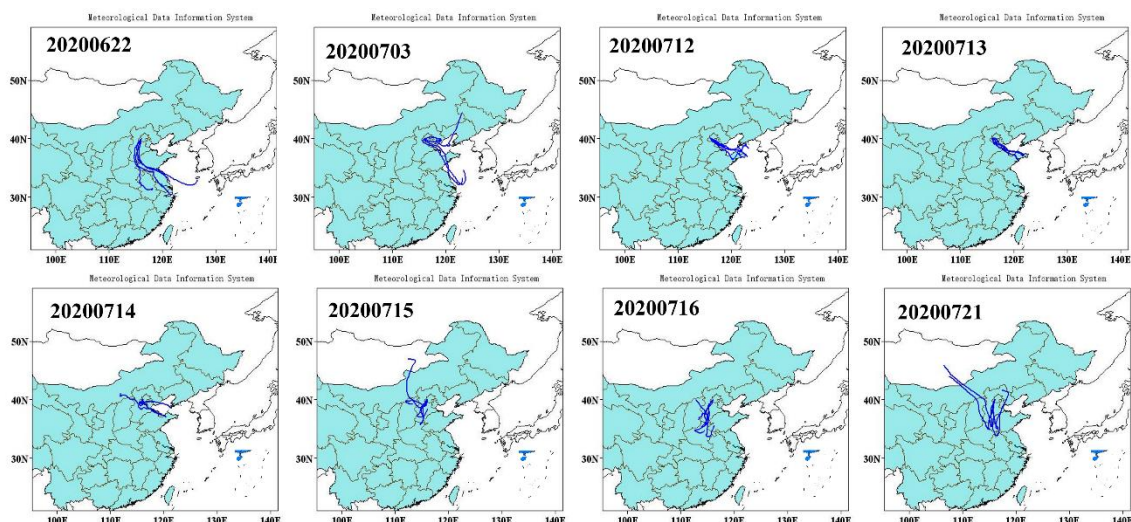 Meteorological Data Information System Meteorological Data Information System Meteorological Data Information System Meteorological Data Information System
20200622 20200703 20200712 20200713
50N 50N 50N 50N
40N 40N 40N 40N
30N 30N 30N 30N
100E 110E 120E 130E 140E 100E 110E 120E 130E 140E 100E 110E 120E 130E 140E 100E 110E 120E 130E 140E
Meteorological Data Information System Meteorological Data Information System Meteorological Data Information System Meteorological Data Information System
20200714 20200715 20200716 20200721
50N 50N 50N 50N
40N 40N 40N 40N
30N 30N 30N 30N
100E 110E 120E 130E 140E 100E 110E 120E 130E 140E 100E 110E 120E 130E 140E 100E 110E 120E 130E 140E